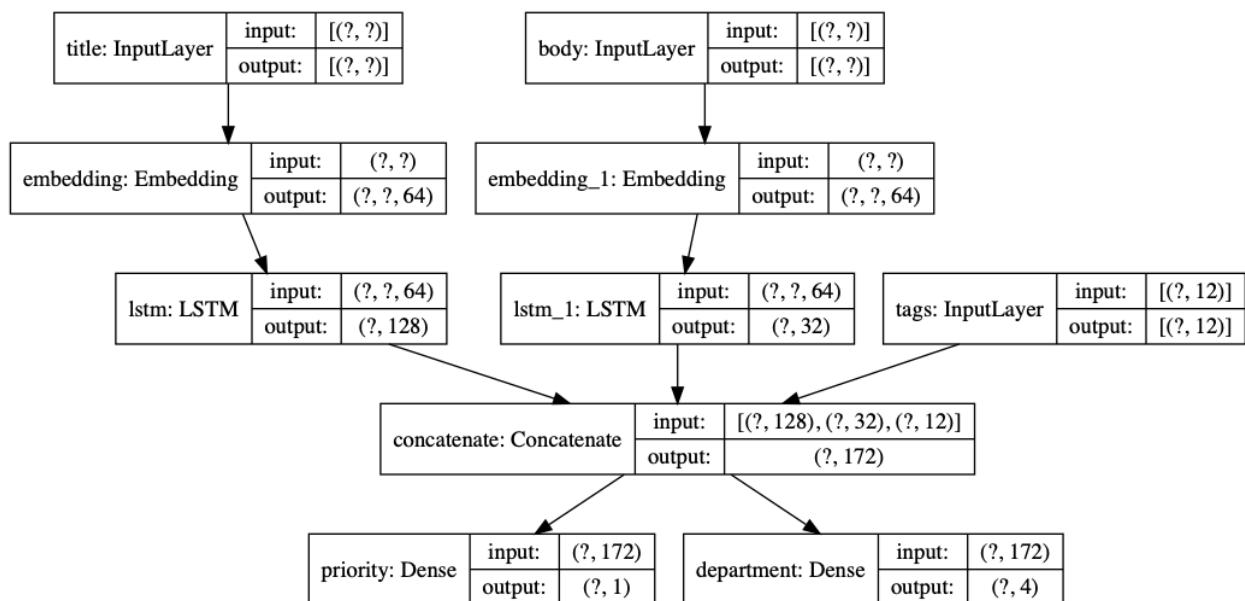 title: InputLayer
input: [(?, ?)]
output: [(?, ?)]
body: InputLayer
input: [(?, ?)]
output: [(?, ?)]
embedding: Embedding
input: (?, ?)
output: (?, ?, 64)
embedding_1: Embedding
input: (?, ?)
output: (?, ?, 64)
lstm: LSTM
input: (?, ?, 64)
output: (?, 128)
lstm_1: LSTM
input: (?, ?, 64)
output: (?, 32)
tags: InputLayer
input: [(?, 12)]
output: [(?, 12)]
concatenate: Concatenate
input: [(?, 128), (?, 32), (?, 12)]
output: (?, 172)
priority: Dense
input: (?, 172)
output: (?, 1)
department: Dense
input: (?, 172)
output: (?, 4)